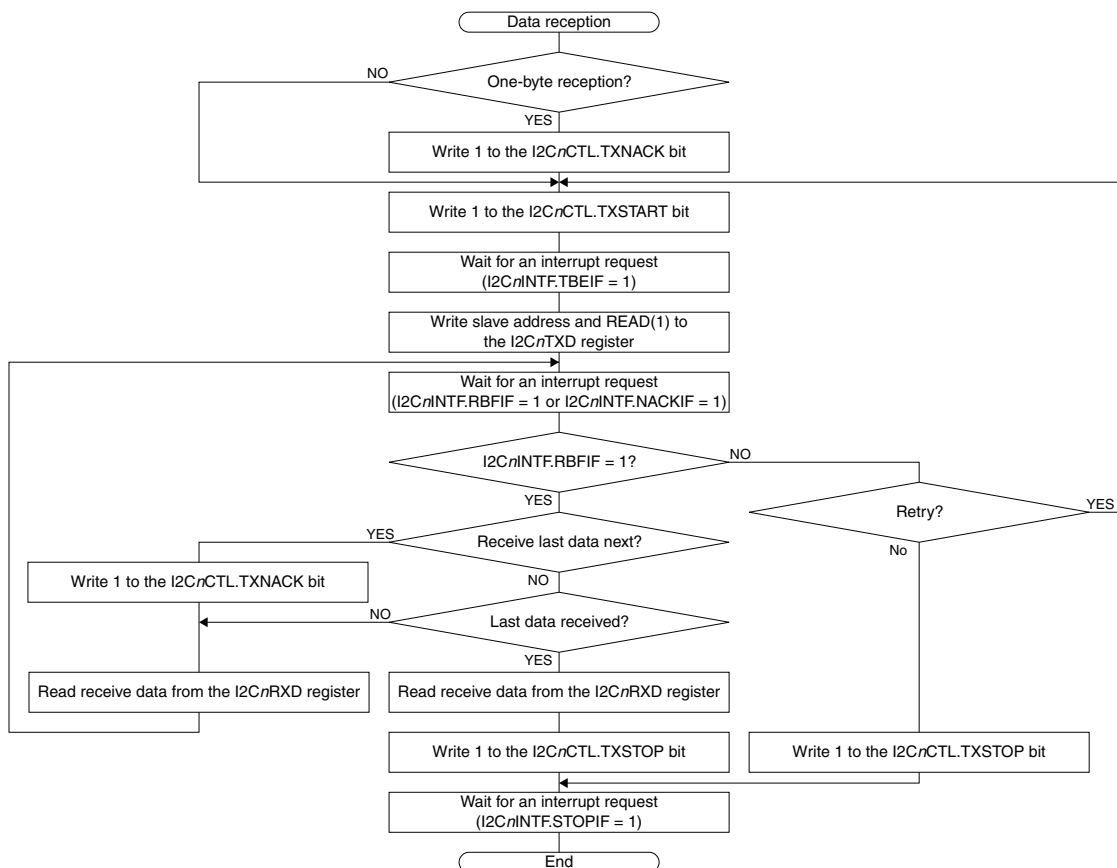 Data reception
NO
One-byte reception?
YES
Write 1 to the I2CnCTL.TXNACK bit
Write 1 to the I2CnCTL.TXSTART bit
Wait for an interrupt request
(I2CnINTF.TBEIF = 1)
Write slave address and READ(1) to
the I2CnTXD register
Wait for an interrupt request
(I2CnINTF.RBFIF = 1 or I2CnINTF.NACKIF = 1)
I2CnINTF.RBFIF = 1?
NO
YES
Retry?
YES
No
YES
Receive last data next?
NO
Write 1 to the I2CnCTL.TXNACK bit
NO
Last data received?
YES
Read receive data from the I2CnRXD register
Read receive data from the I2CnRXD register
Write 1 to the I2CnCTL.TXSTOP bit
Write 1 to the I2CnCTL.TXSTOP bit
Wait for an interrupt request
(I2CnINTF.STOPIF = 1)
End